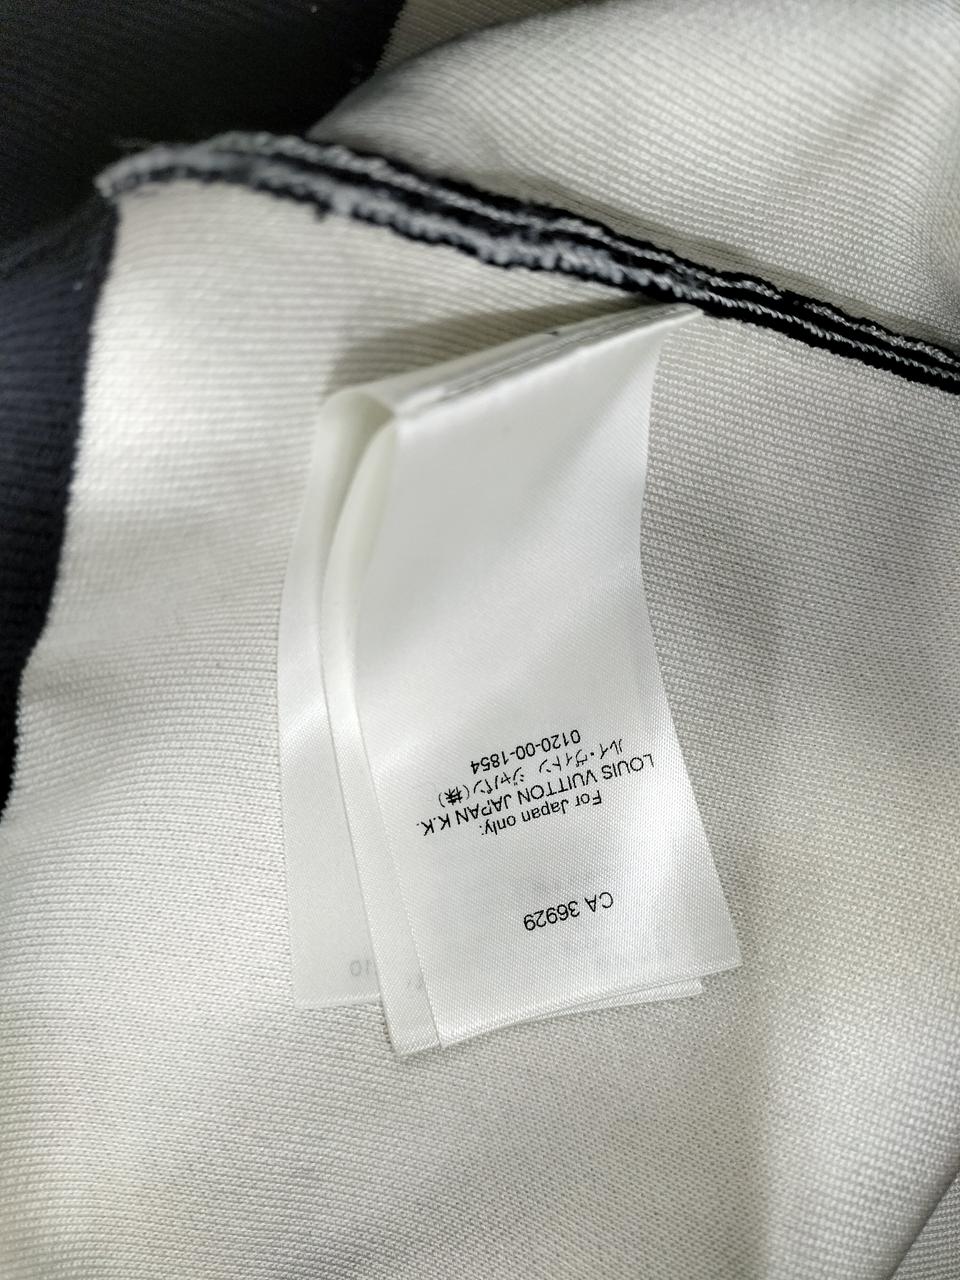 CA 36929
For Japan only:
LOUIS VUITTON JAPAN K.K.
ルイ・ヴィトン ジャパン(株)
0120-00-1854